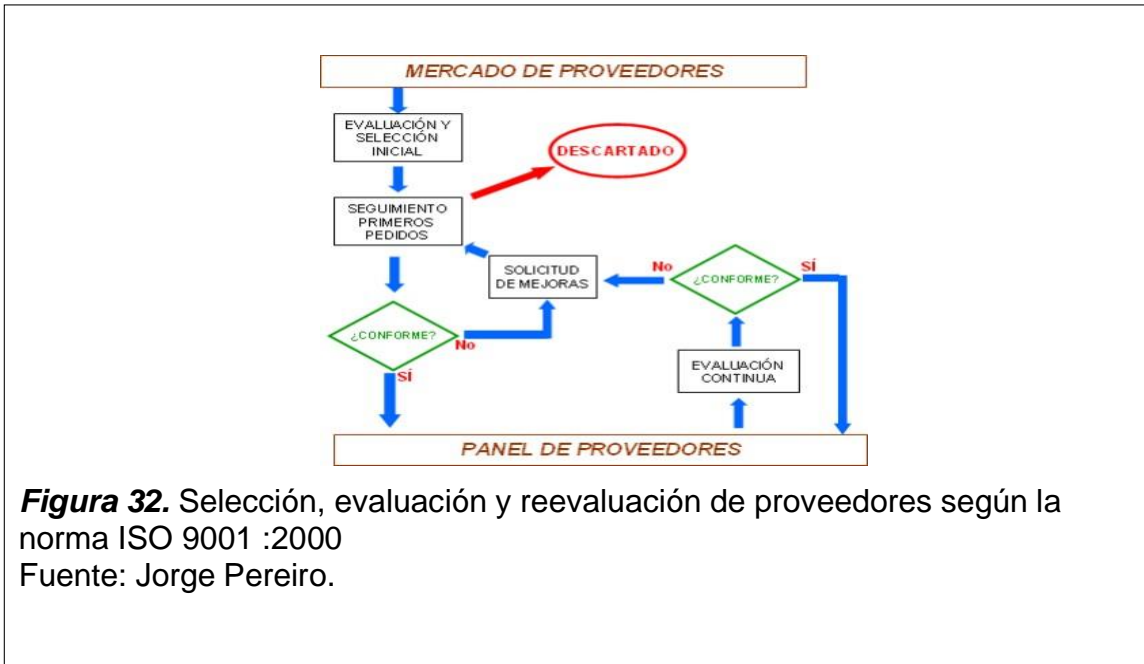 MERCADO DE PROVEEDORES
EVALUACIÓN Y
SELECCIÓN
INICIAL
DESCARTADO
SEGUIMIENTO
PRIMEROS
PEDIDOS
SOLICITUD
DE MEJORAS
No
¿CONFORME?
SÍ
¿CONFORME?
No
SÍ
EVALUACIÓN
CONTINUA
PANEL DE PROVEEDORES
Figura 32. Selección, evaluación y reevaluación de proveedores según la
norma ISO 9001 :2000
Fuente: Jorge Pereiro.